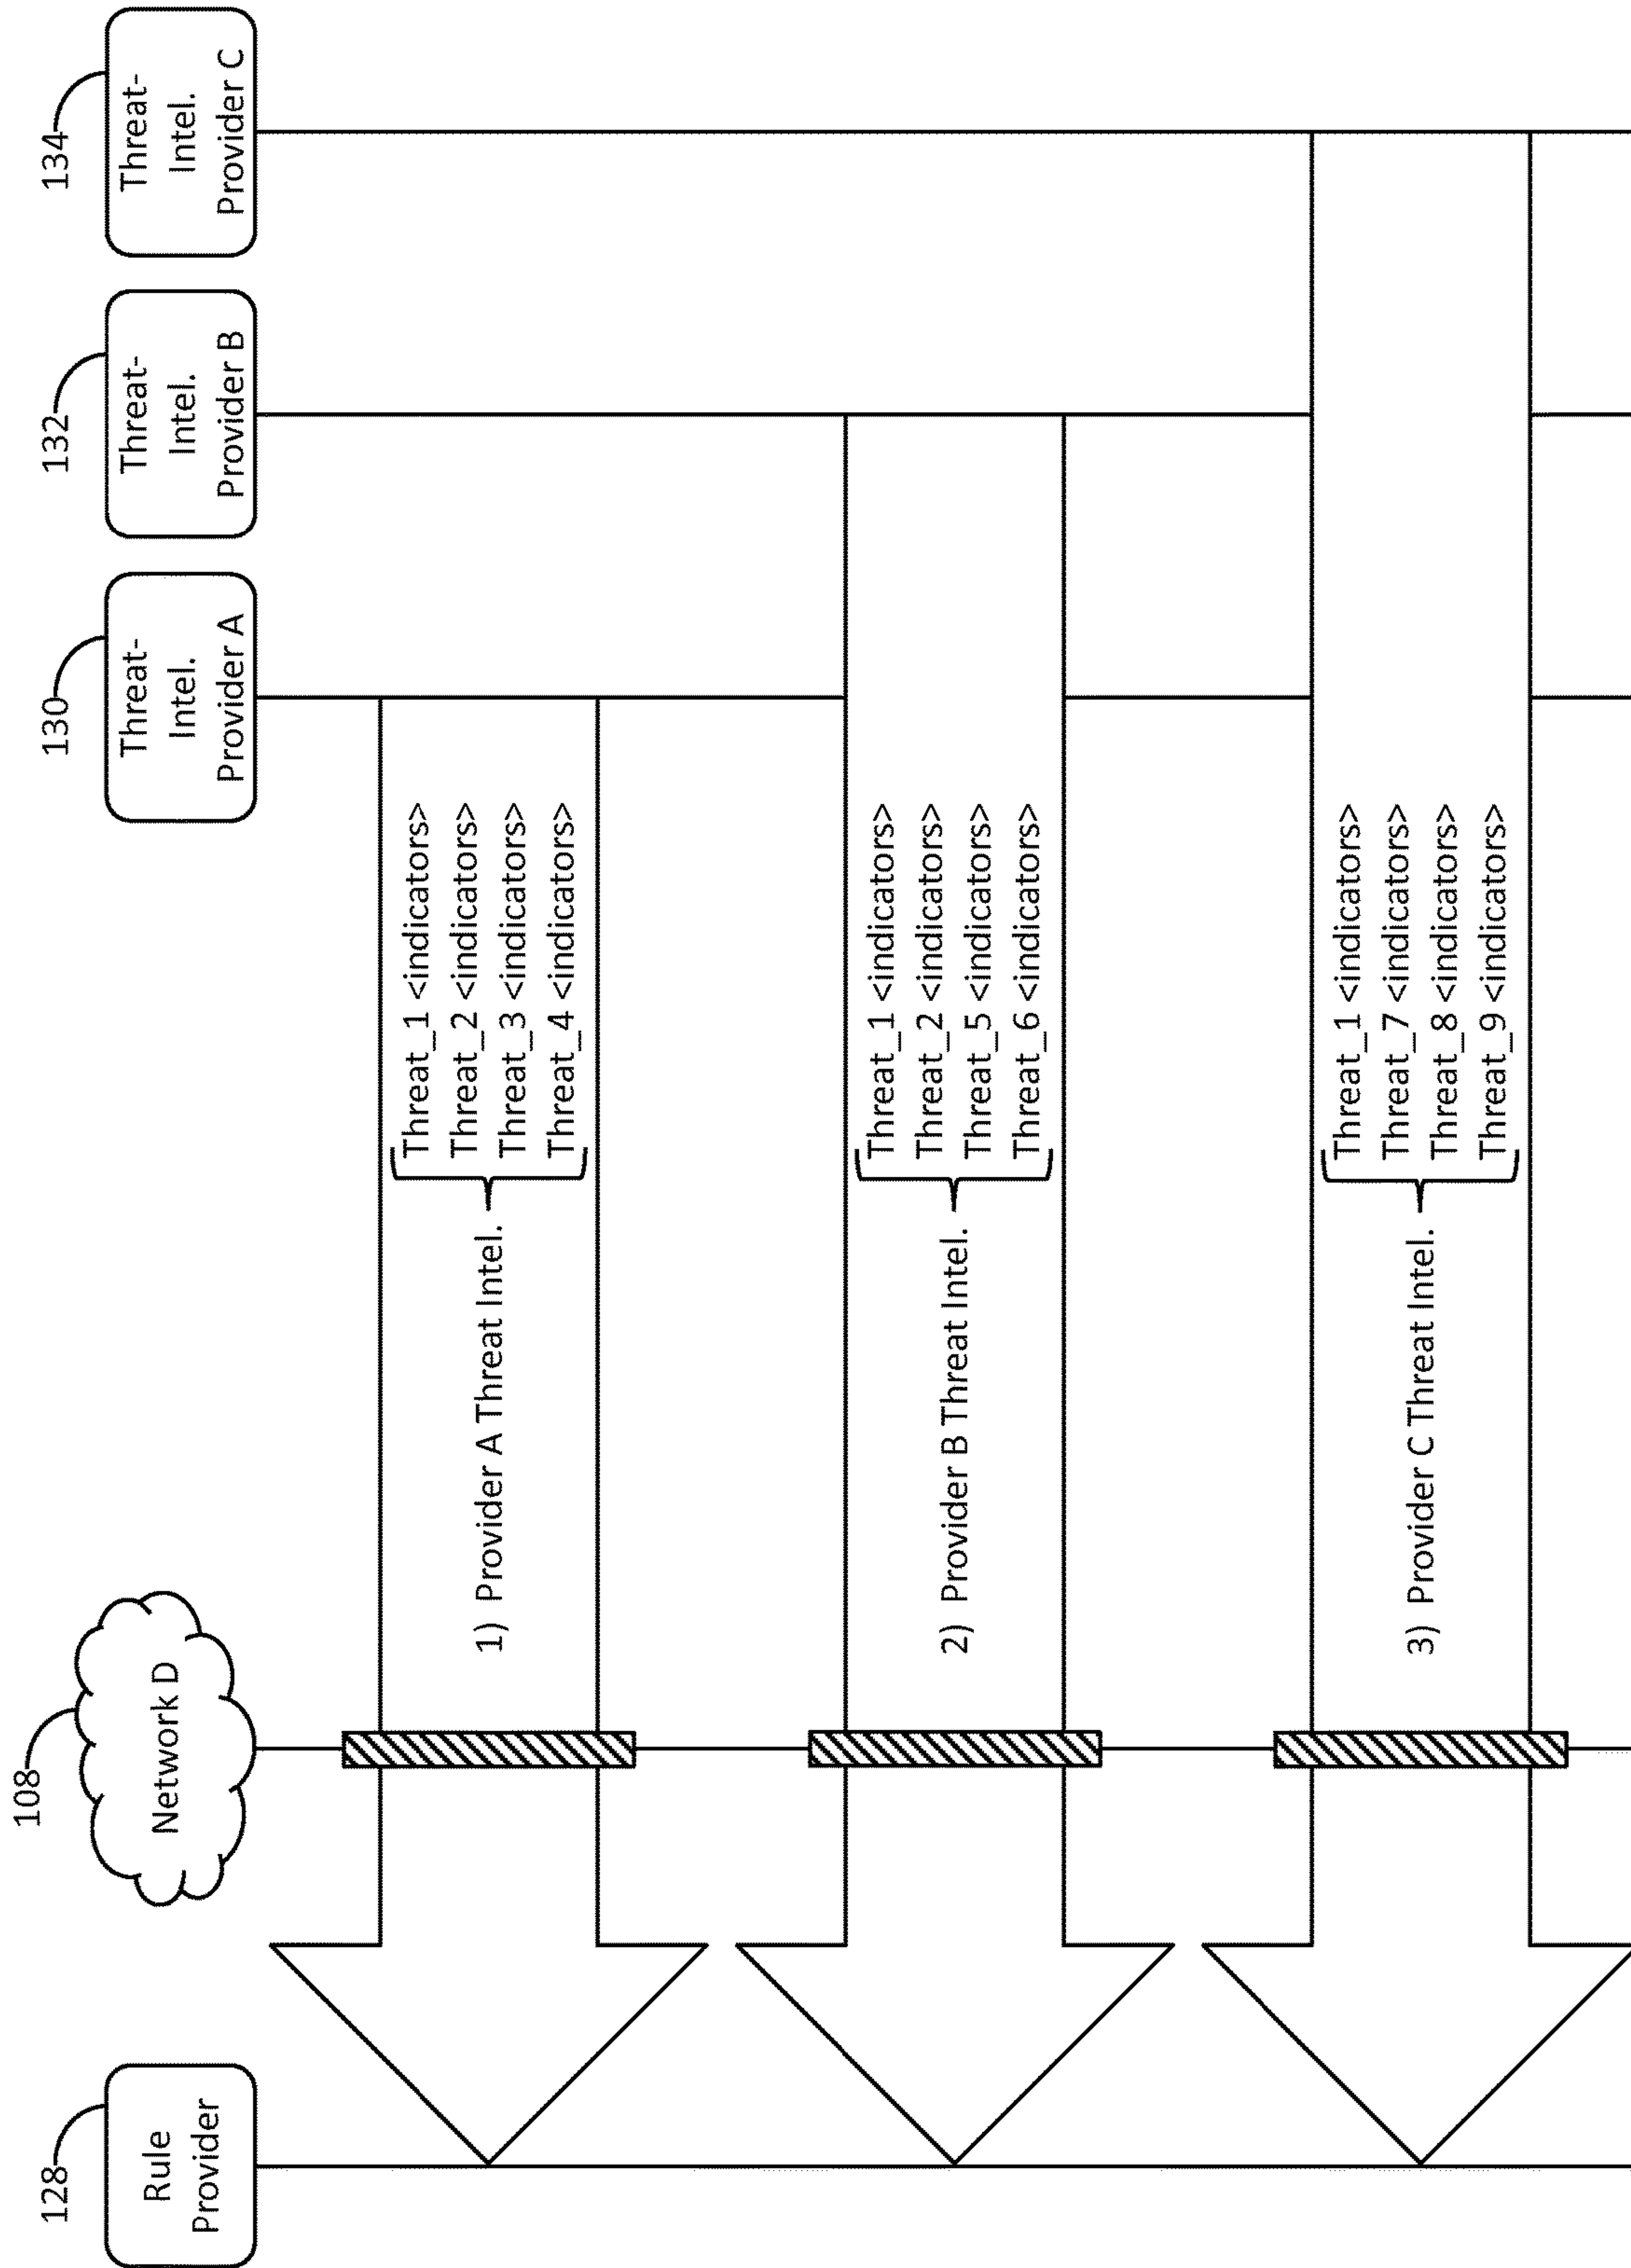 128
Rule
Provider
108
Network D
130
Threat-
Intel.
Provider A
132
Threat-
Intel.
Provider B
134
Threat-
Intel.
Provider C
1) Provider A Threat Intel.
Threat_1 <indicators>
Threat_2 <indicators>
Threat_3 <indicators>
Threat_4 <indicators>
2) Provider B Threat Intel.
Threat_1 <indicators>
Threat_2 <indicators>
Threat_5 <indicators>
Threat_6 <indicators>
3) Provider C Threat Intel.
Threat_1 <indicators>
Threat_7 <indicators>
Threat_8 <indicators>
Threat_9 <indicators>